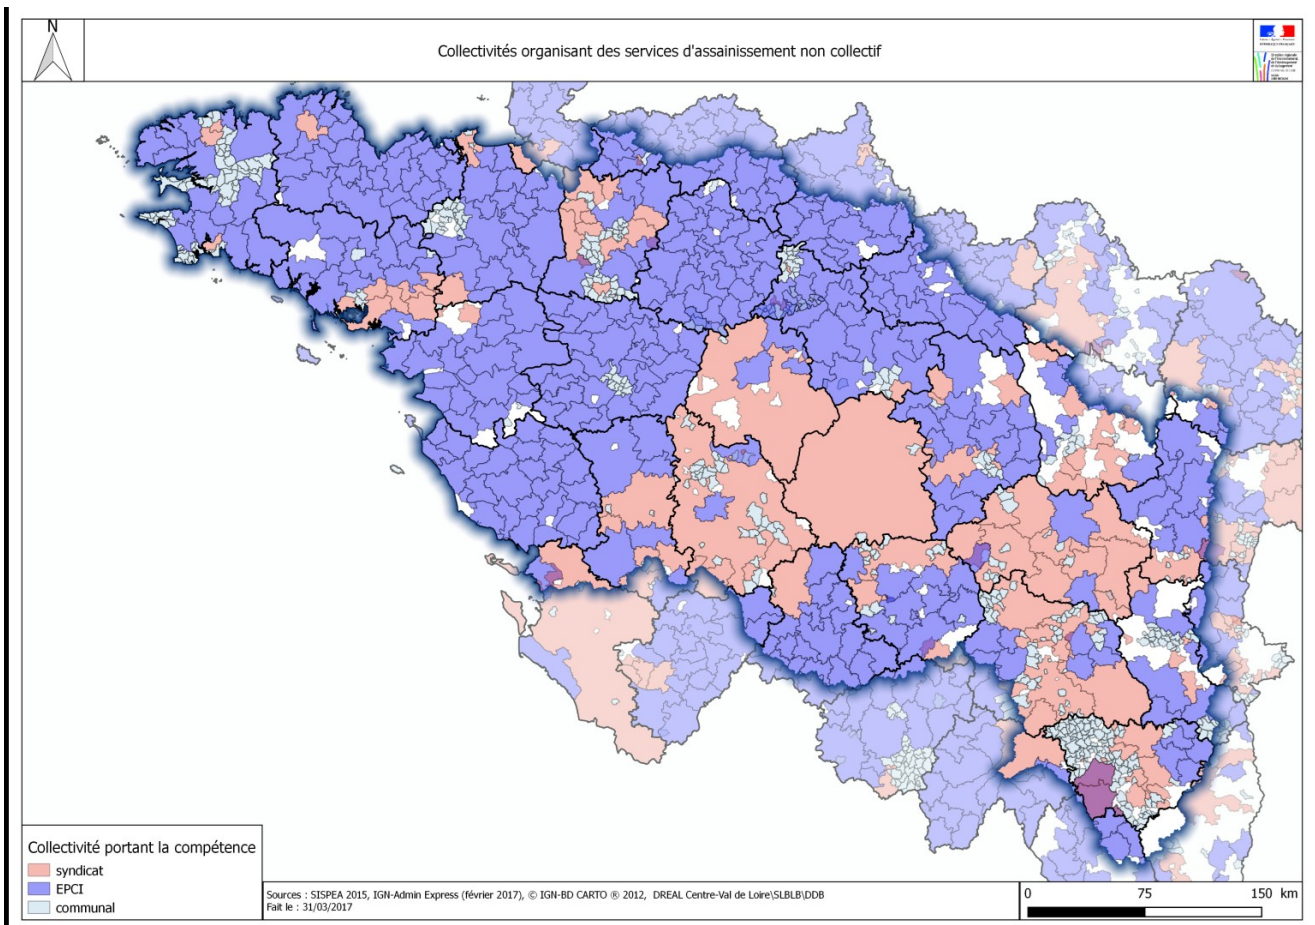 N
Collectivités organisant des services d'assainissement non collectif
Collectivité portant la compétence
syndicat
EPCI
communal
Sources : SISPEA 2015, IGN-Admin Express (février 2017), © IGN-BD CARTO ® 2012, DREAL Centre-Val de Loire\SLBLB\DDB
Fait le : 31/03/2017
0 75 150 km